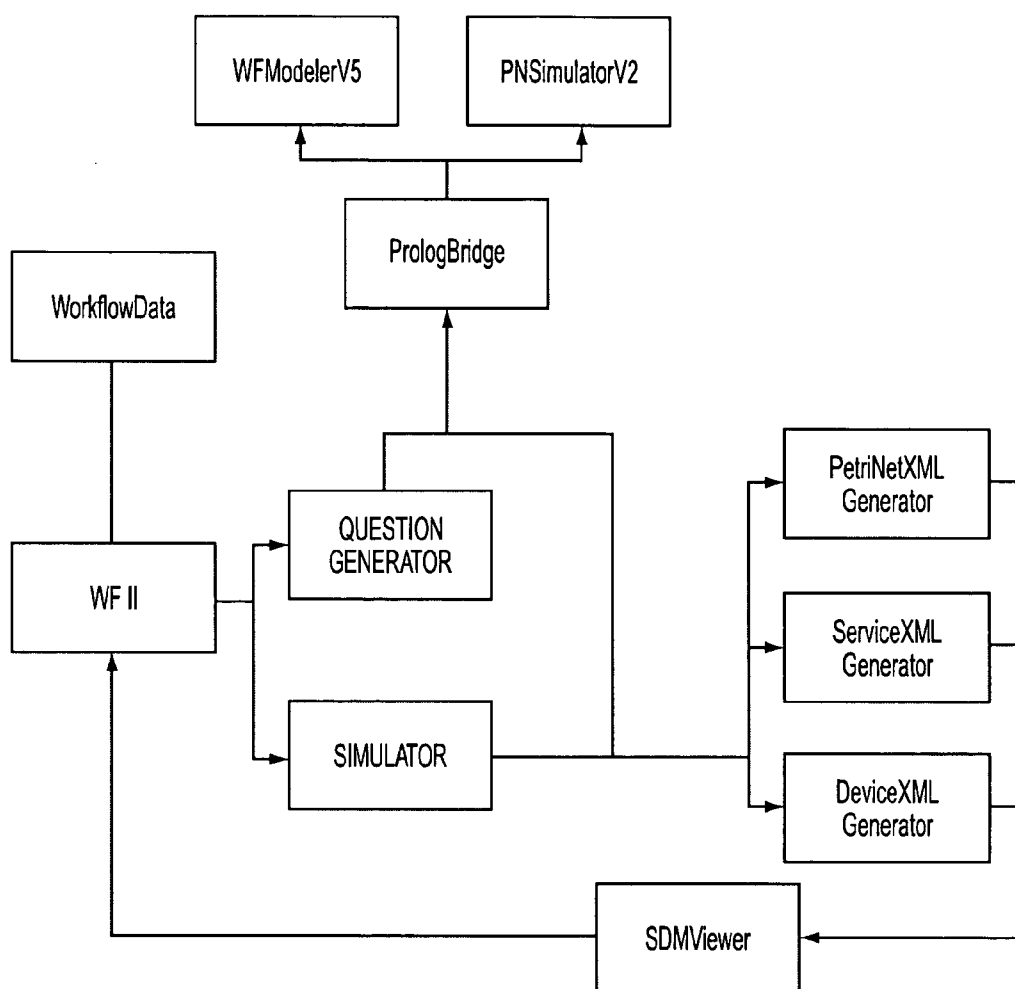 WFModelerV5
PNSimulatorV2
PrologBridge
WorkflowData
PetriNetXML
Generator
QUESTION
GENERATOR
WF II
ServiceXML
Generator
SIMULATOR
DeviceXML
Generator
SDMViewer